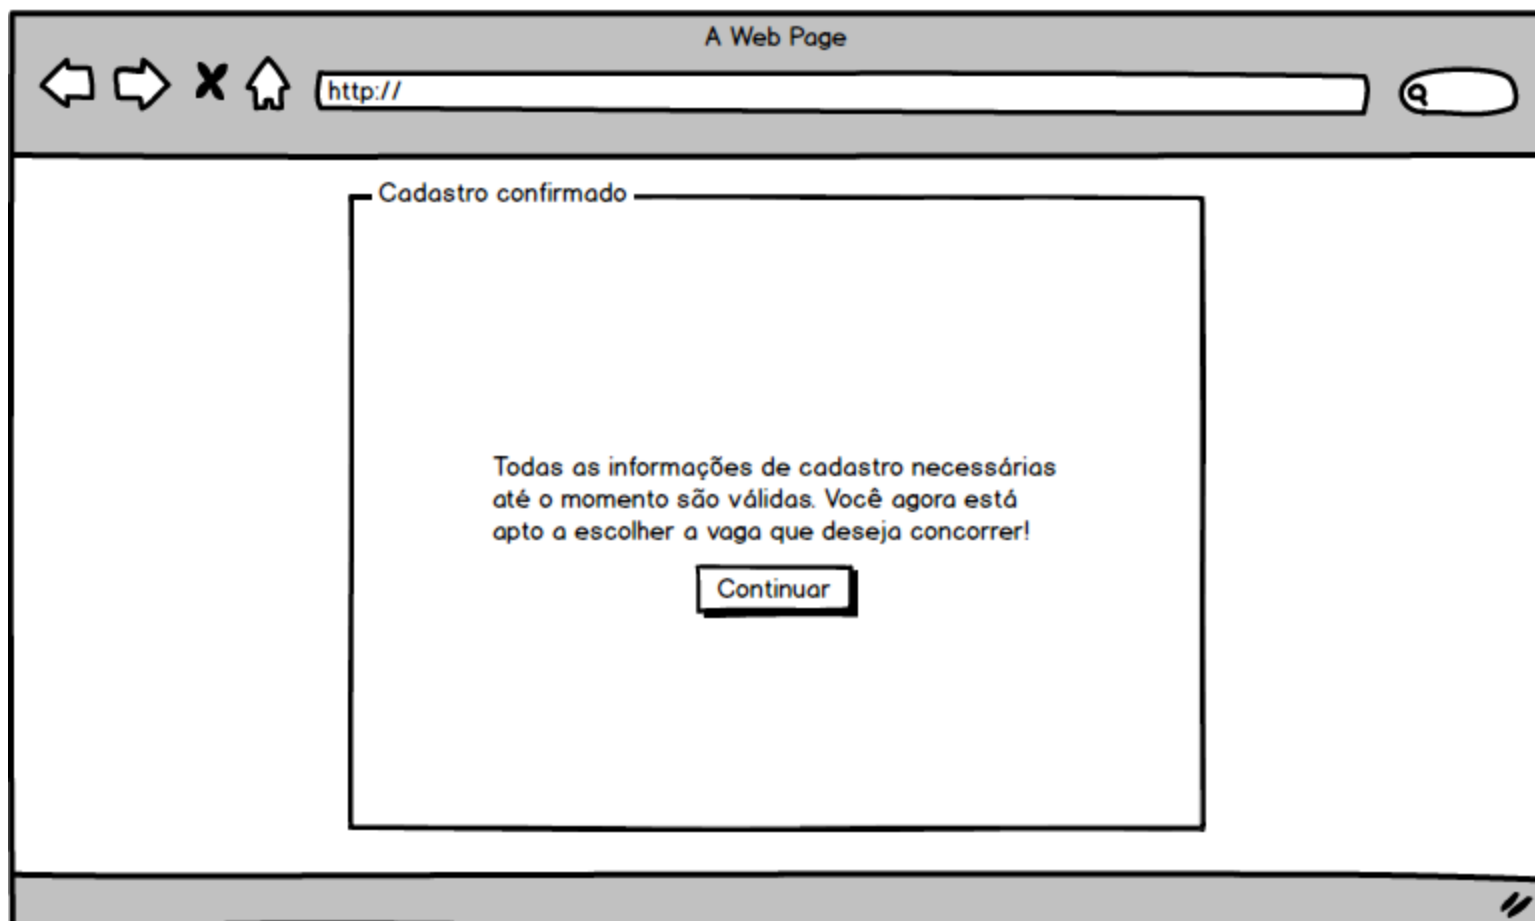 A Web Page
http://
Cadastro confirmado
Todas as informações de cadastro necessárias
até o momento são válidas. Você agora está
apto a escolher a vaga que deseja concorrer!
Continuar